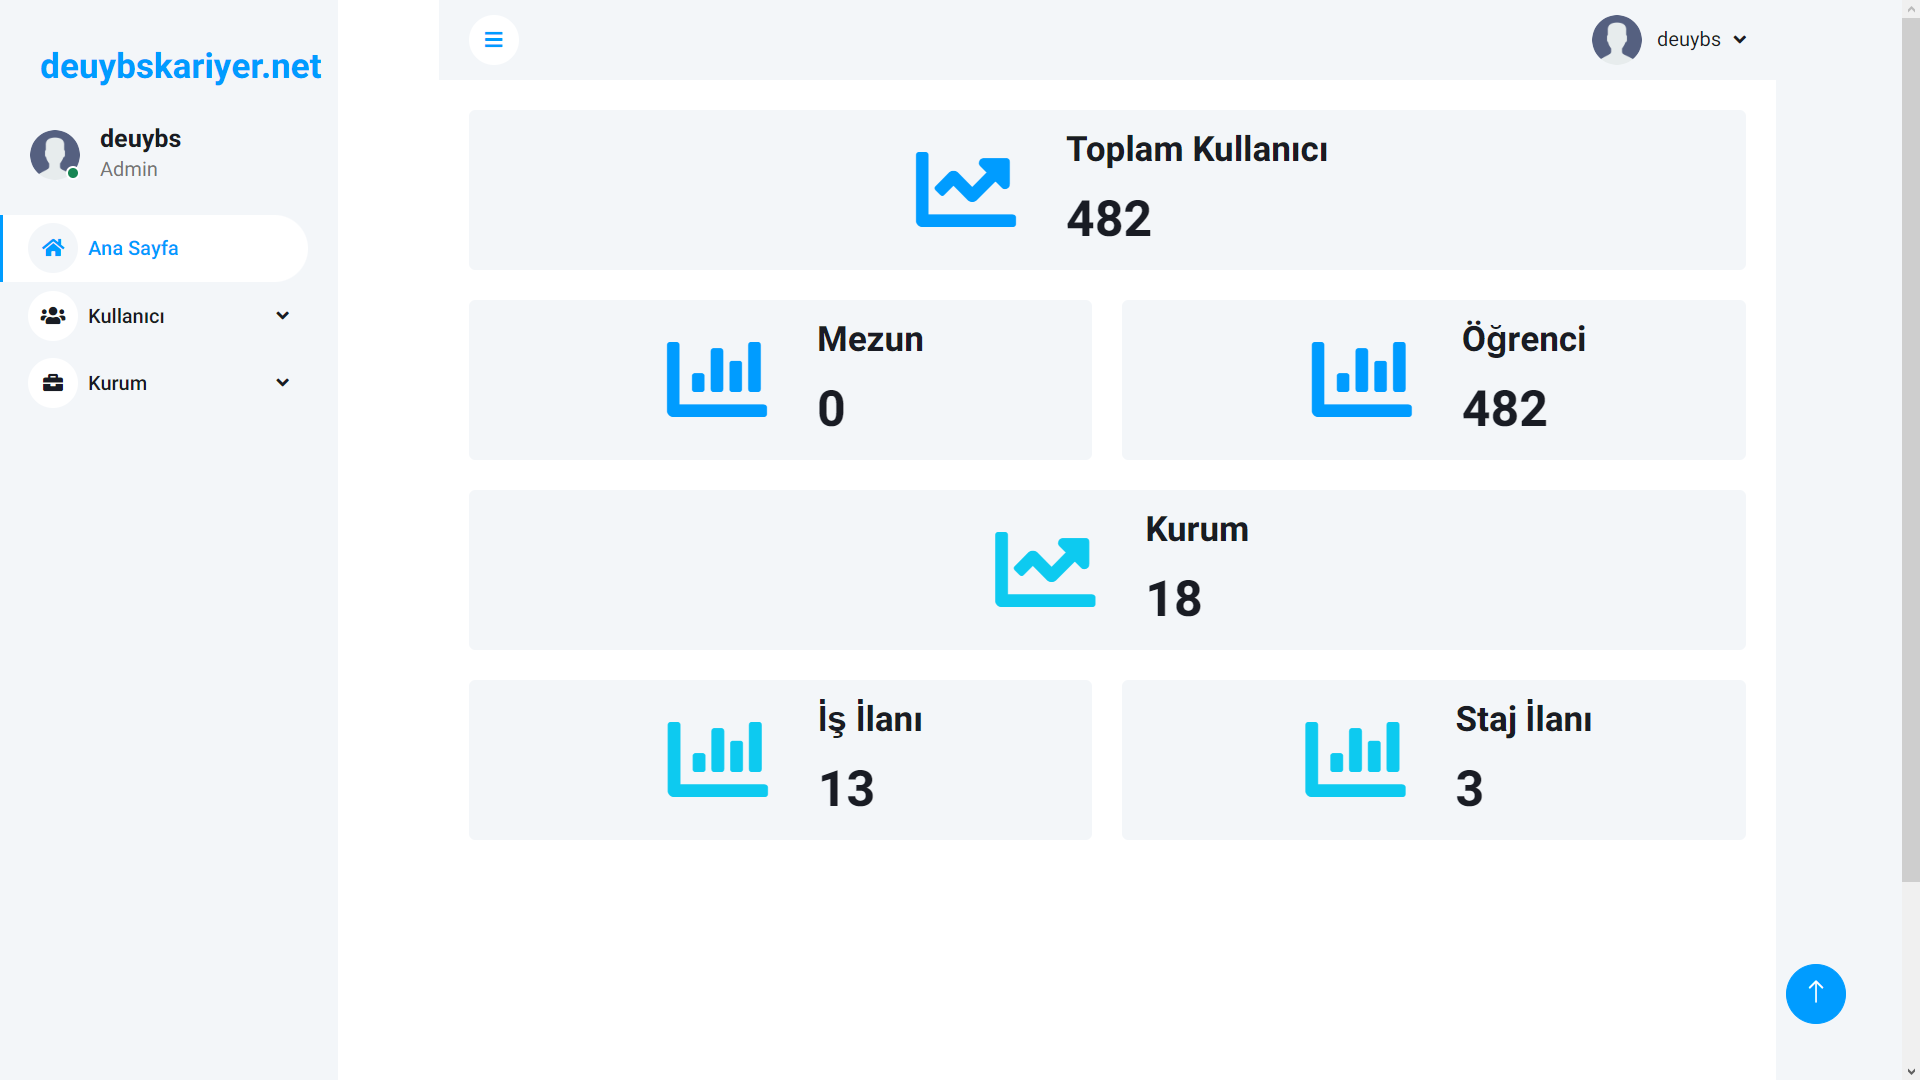 deuybskariyer.net
deuybs
Admin
Ana Sayfa
Kullanıcı
Kurum
deuybs
Toplam Kullanıcı
482
Mezun
0
Öğrenci
482
Kurum
18
İş İlanı
13
Staj İlanı
3